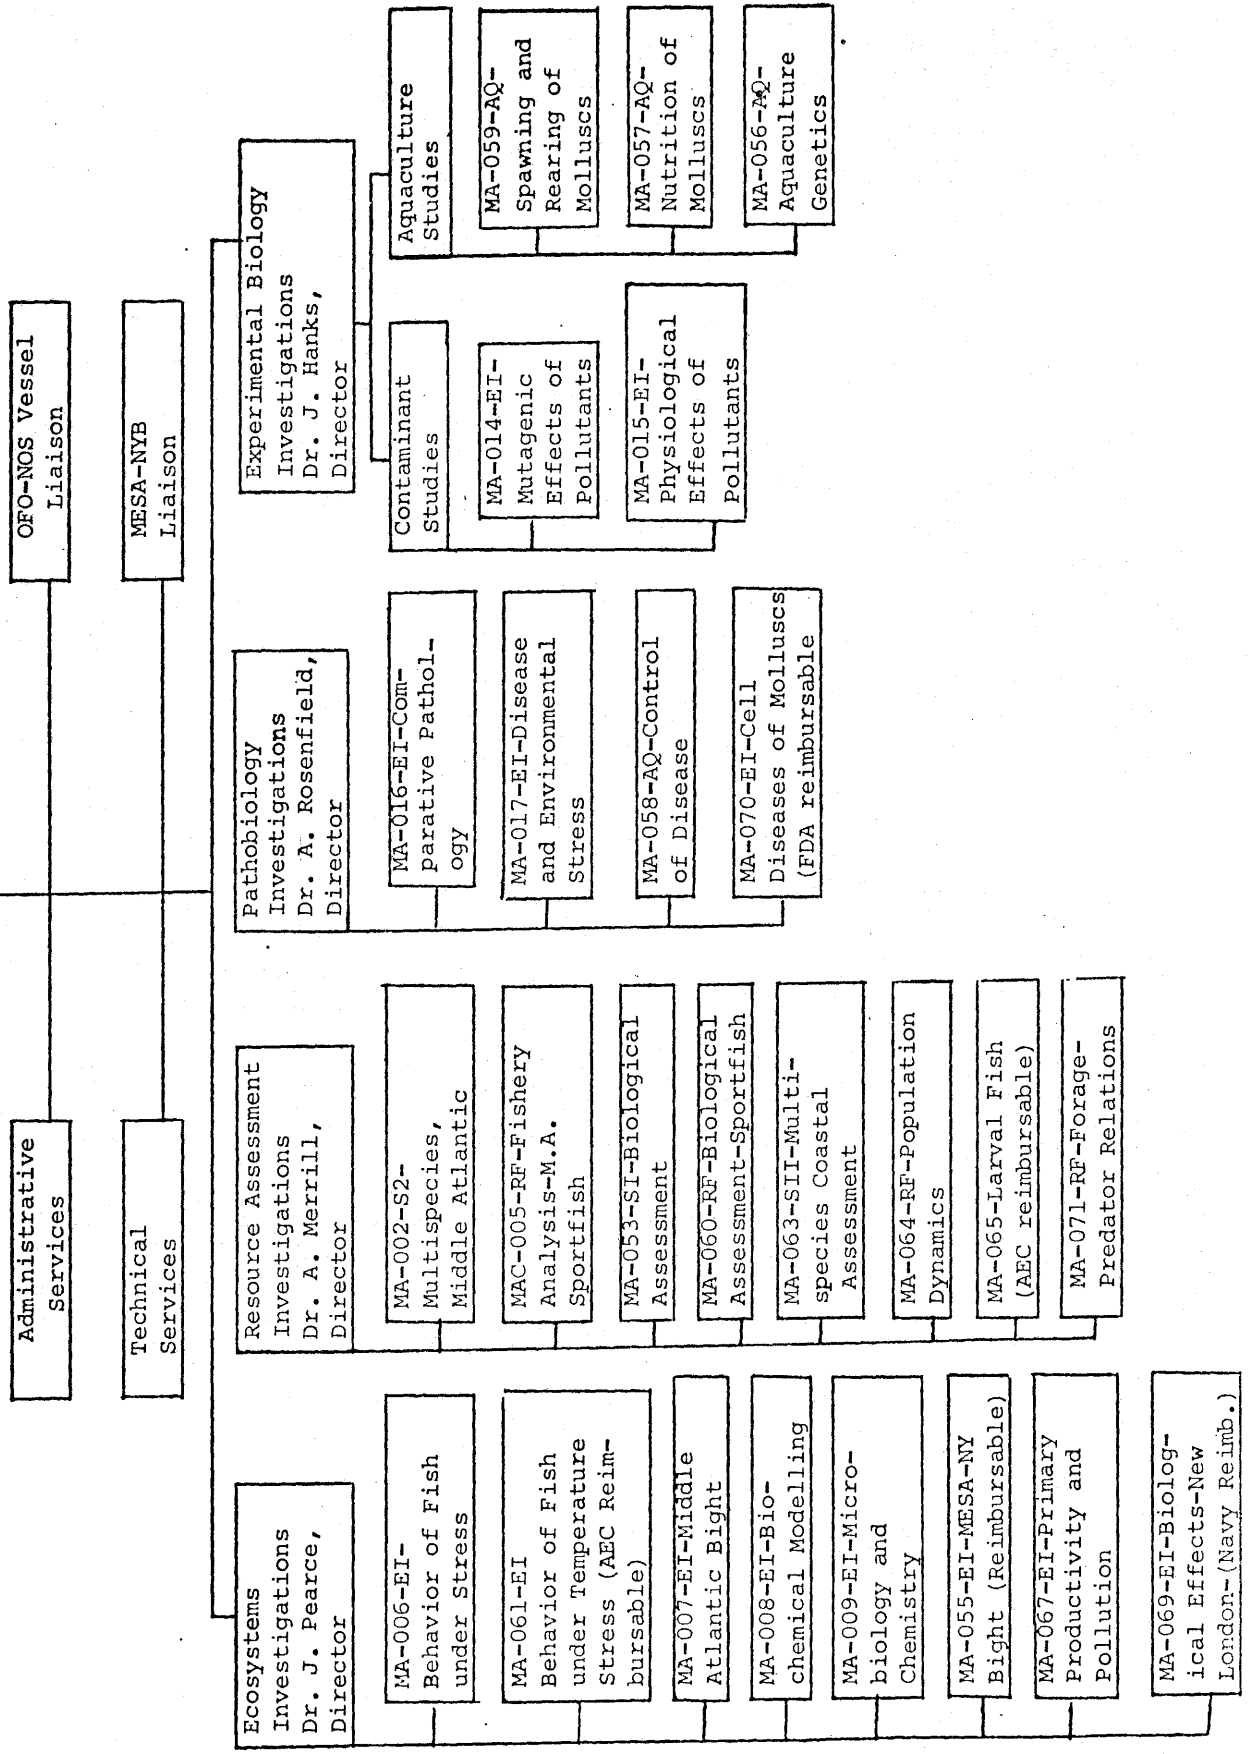 Administrative
Services
OFO-NOS Vessel
Liaison
Technical
Services
MESA-NYB
Liaison
Ecosystems
Investigations
Dr. J. Pearce,
Director
MA-006-EI-
Behavior of Fish
under Stress
MA-061-EI
Behavior of Fish
under Temperature
Stress (AEC Reim-
bursable)
MA-007-EI-Middle
Atlantic Bight
MA-008-EI-Bio-
chemical Modelling
MA-009-EI-Micro-
biology and
Chemistry
MA-055-EI-MESA-NY
Bight (Reimbursable)
MA-067-EI-Primary
Productivity and
Pollution
MA-069-EI-Biolog-
ical Effects-New
London-(Navy Reimb.)
Resource Assessment
Investigations
Dr. A. Merrill,
Director
MA-002-S2-
Multispecies,
Middle Atlantic
MAC-005-RF-Fishery
Analysis-M.A.
Sportfish
MA-053-SI-Biological
Assessment
MA-060-RF-Biological
Assessment-Sportfish
MA-063-SII-Multi-
species Coastal
Assessment
MA-064-RF-Population
Dynamics
MA-065-Larval Fish
(AEC reimbursable)
MA-071-RF-Forage-
Predator Relations
Pathobiology
Investigations
Dr. A. Rosenfield,
Director
MA-016-EI-Com-
parative Pathol-
ogy
MA-017-EI-Disease
and Environmental
Stress
MA-058-AQ-Control
of Disease
MA-070-EI-Cell
Diseases of Molluscs
(FDA reimbursable
Experimental Biology
Investigations
Dr. J. Hanks,
Director
Contaminant
Studies
MA-014-EI-
Mutagenic
Effects of
Pollutants
MA-015-EI-
Physiological
Effects of
Pollutants
Aquaculture
Studies
MA-059-AQ-
Spawning and
Rearing of
Molluscs
MA-057-AQ-
Nutrition of
Molluscs
MA-056-AQ-
Aquaculture
Genetics